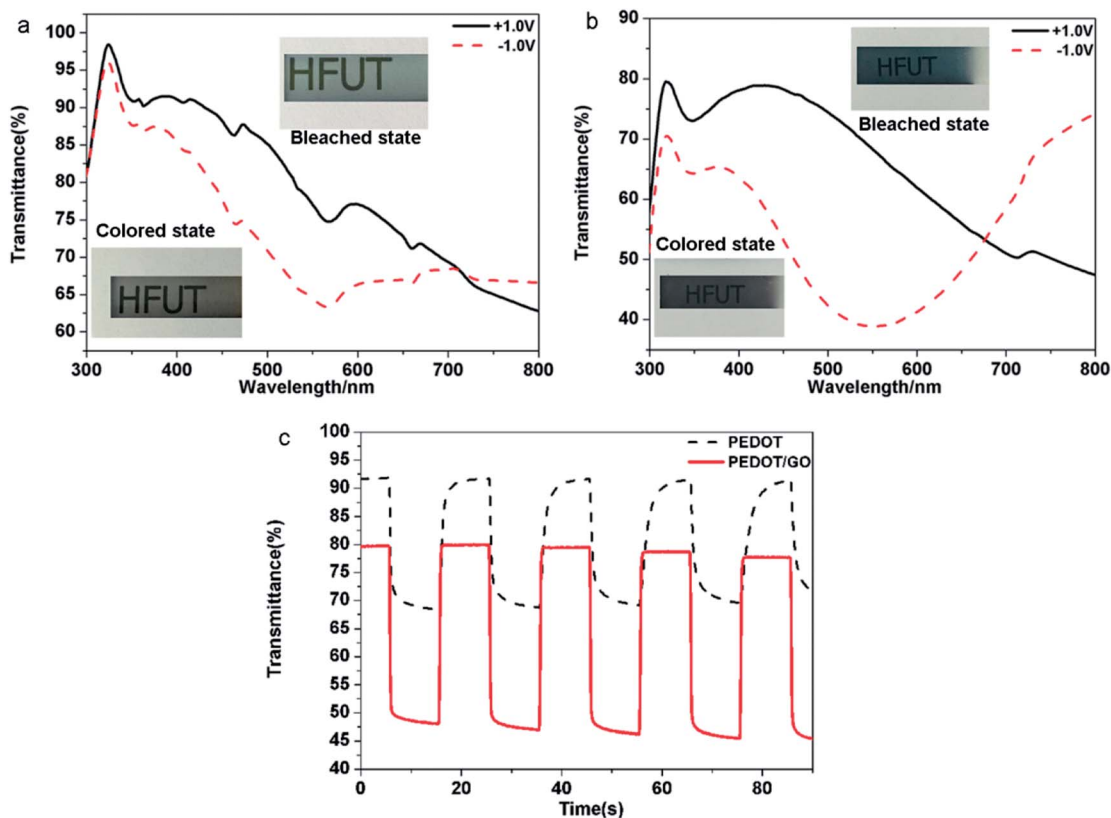 a
100
95
90
85
80
75
70
65
60
Transmittance(%)
300 400 500 600 700 800
Wavelength/nm
+1.0V
-1.0V
HFUT
Bleached state
Colored state
HFUT
b
90
80
70
60
50
40
30
Transmittance(%)
300 400 500 600 700 800
Wavelength/nm
+1.0V
-1.0V
HFUT
Bleached state
Colored state
HFUT
c
100
95
90
85
80
75
70
65
60
55
50
45
40
Transmittance(%)
0 20 40 60 80
Time(s)
PEDOT
PEDOT/GO